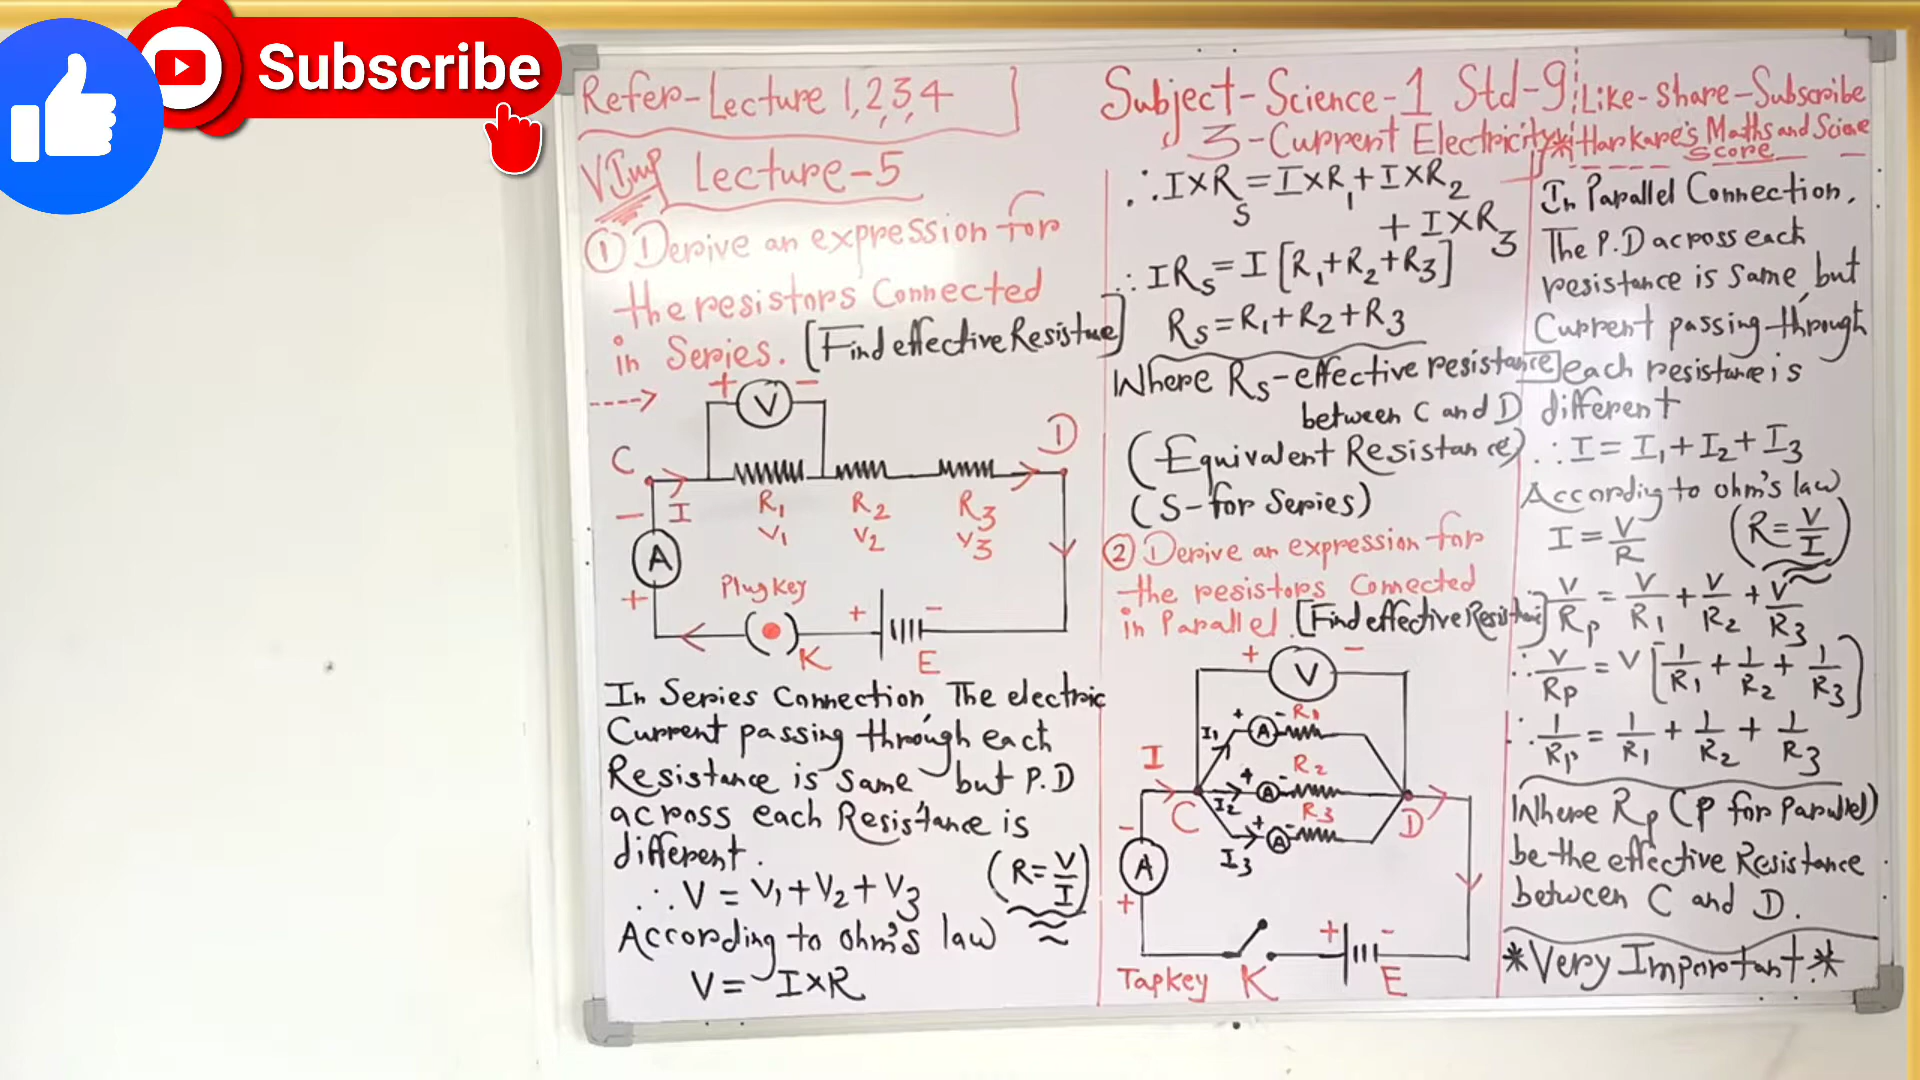 Subscribe
Refer-Lecture 1,2,3,4
VImp Lecture-5
① Derive an expression for
the resistors Connected
in Series. [Find effective Resistance]
+ V -
C D
I R1 R2 R3
V1 V2 V3
-
A
+
Plug key
K
+ -
E
In Series Connection, The electric
Current passing through each
Resistance is same but P.D
across each Resistance is
different.
∴ V = V1+V2+V3 (R=V/I)
According to ohm's law
V = I×R
Subject-Science-1 Std-9
3-Current Electricity
∴ I×Rs = I×R1+I×R2
+ I×R3
∴ IRs = I [R1+R2+R3]
Rs = R1+R2+R3
Where Rs-effective resistance
between C and D
(Equivalent Resistance)
(S-for Series)
② Derive an expression for
the resistors Connected
in Parallel. [Find effective Resistance]
+ V -
I1 + A - R1
I I2 + A - R2
C D
I3 + A - R3
-
A
+
Tapkey K
+ -
E
Like-Share-Subscribe
*Harkare's Maths and Science
score
In Parallel Connection,
The P.D across each
resistance is same, but
Current passing through
each resistance is
different
∴ I = I1+I2+I3
According to ohm's law
I = V/R (R=V/I)
∴ V/Rp = V/R1 + V/R2 + V/R3
∴ V/Rp = V [1/R1 + 1/R2 + 1/R3]
∴ 1/Rp = 1/R1 + 1/R2 + 1/R3
Where Rp (P for Parallel)
be the effective Resistance
between C and D.
*Very Important.*